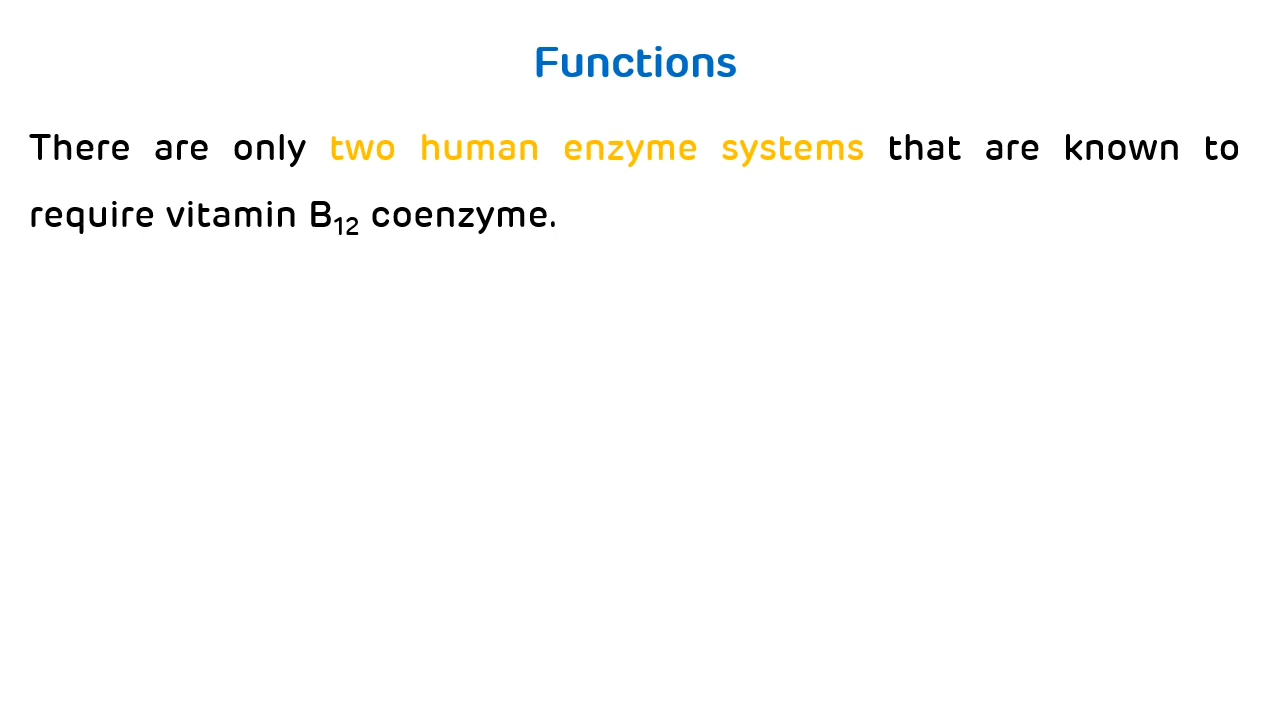 Functions
There are only two human enzyme systems that are known to
require vitamin B₁₂ coenzyme.